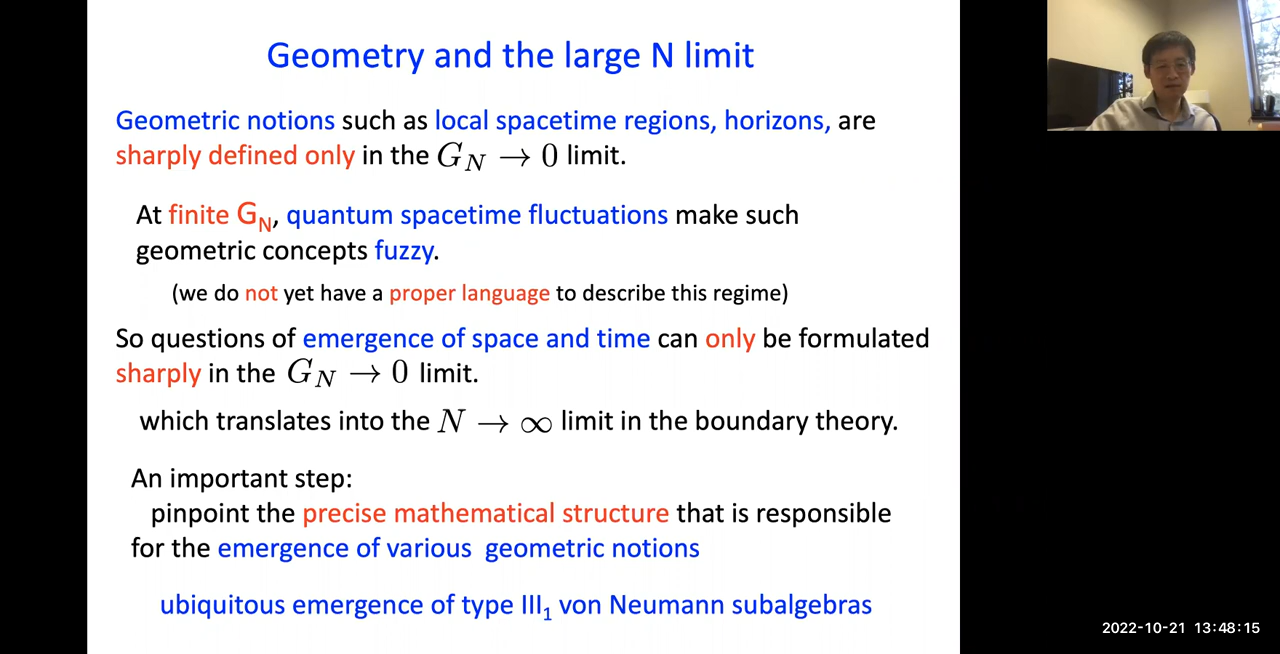 Geometry and the large N limit
Geometric notions such as local spacetime regions, horizons, are
sharply defined only in the G_N → 0 limit.
At finite G_N, quantum spacetime fluctuations make such
geometric concepts fuzzy.
(we do not yet have a proper language to describe this regime)
So questions of emergence of space and time can only be formulated
sharply in the G_N → 0 limit.
which translates into the N → ∞ limit in the boundary theory.
An important step:
pinpoint the precise mathematical structure that is responsible
for the emergence of various geometric notions
ubiquitous emergence of type III₁ von Neumann subalgebras
2022-10-21 13:48:15